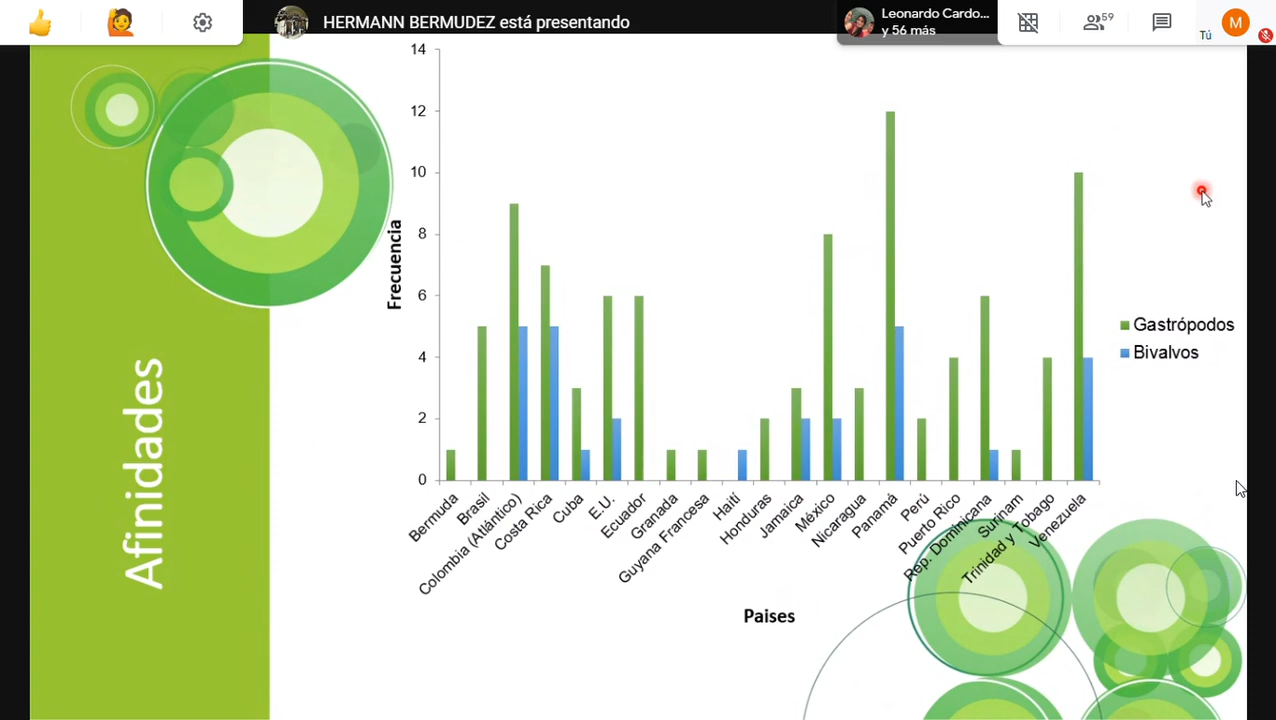 HERMANN BERMUDEZ está presentando
Leonardo Cardo...
y 56 más
59
Tú
M
Afinidades
Frecuencia
14
12
10
8
6
4
2
0
Bermuda
Brasil
Colombia (Atlántico)
Costa Rica
Cuba
E.U.
Ecuador
Granada
Guyana Francesa
Haití
Honduras
Jamaica
México
Nicaragua
Panamá
Perú
Puerto Rico
Rep. Dominicana
Surinam
Trinidad y Tobago
Venezuela
Paises
Gastrópodos
Bivalvos